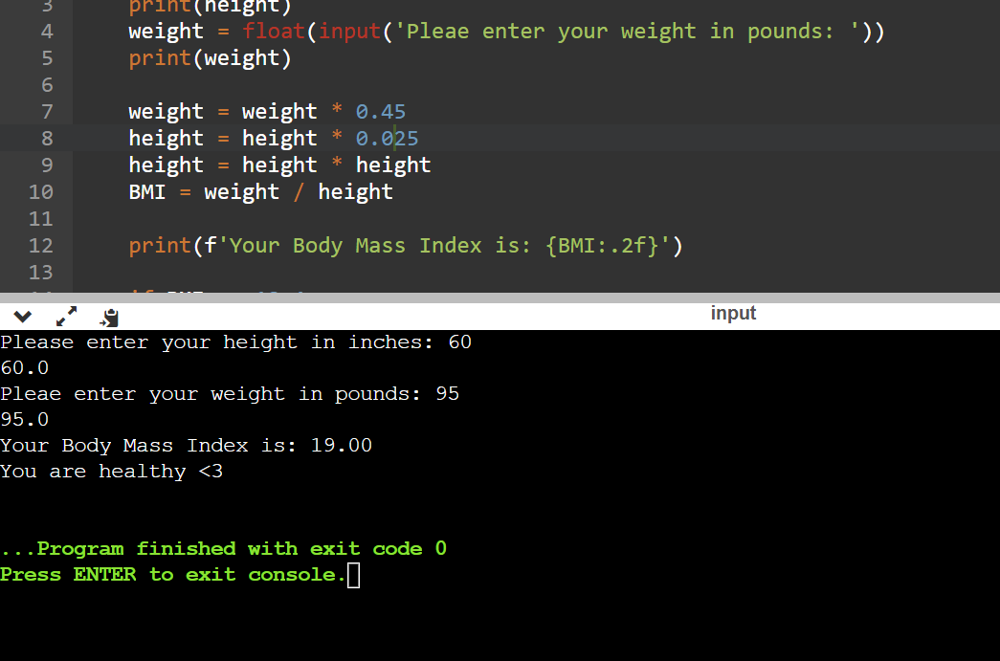 3 print(height)
4 weight = float(input('Pleae enter your weight in pounds: '))
5 print(weight)
6
7 weight = weight * 0.45
8 height = height * 0.025
9 height = height * height
10 BMI = weight / height
11
12 print(f'Your Body Mass Index is: {BMI:.2f}')
13
input
Please enter your height in inches: 60
60.0
Pleae enter your weight in pounds: 95
95.0
Your Body Mass Index is: 19.00
You are healthy <3
...Program finished with exit code 0
Press ENTER to exit console.